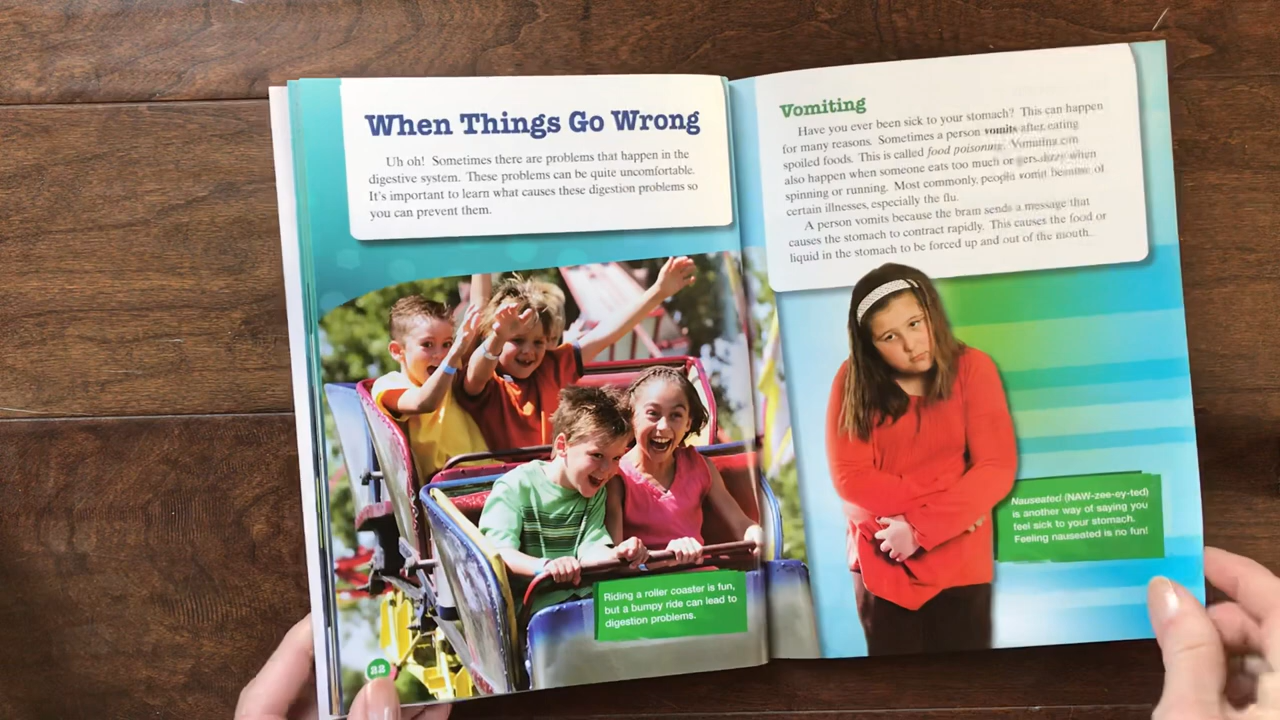 When Things Go Wrong
Uh oh! Sometimes there are problems that happen in the
digestive system. These problems can be quite uncomfortable.
It's important to learn what causes these digestion problems so
you can prevent them.
Riding a roller coaster is fun,
but a bumpy ride can lead to
digestion problems.
22
Vomiting
Have you ever been sick to your stomach? This can happen
for many reasons. Sometimes a person vomits after eating
spoiled foods. This is called food poisoning. Vomiting can
also happen when someone eats too much or gets dizzy when
spinning or running. Most commonly, people vomit because of
certain illnesses, especially the flu.
A person vomits because the brain sends a message that
causes the stomach to contract rapidly. This causes the food or
liquid in the stomach to be forced up and out of the mouth.
Nauseated (NAW-zee-ey-ted)
is another way of saying you
feel sick to your stomach.
Feeling nauseated is no fun!